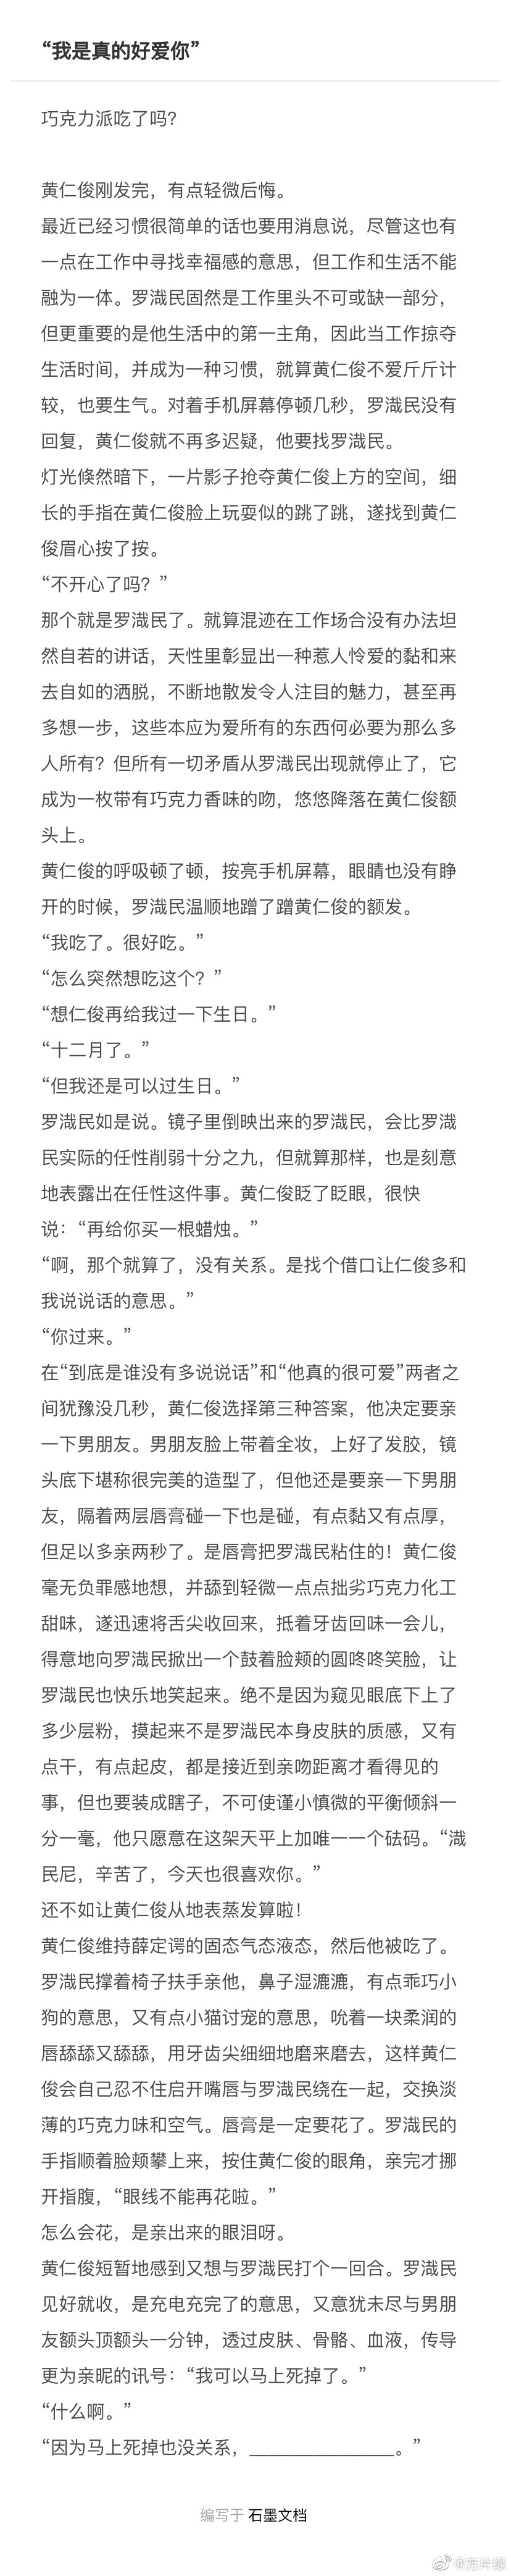 “我是真的好爱你”
巧克力派吃了吗？
黄仁俊刚发完，有点轻微后悔。
最近已经习惯很简单的话也要用消息说，尽管这也有
一点在工作中寻找幸福感的意思，但工作和生活不能
融为一体。罗渽民固然是工作里头不可或缺一部分，
但更重要的是他生活中的第一主角，因此当工作掠夺
生活时间，并成为一种习惯，就算黄仁俊不爱斤斤计
较，也要生气。对着手机屏幕停顿几秒，罗渽民没有
回复，黄仁俊就不再多迟疑，他要找罗渽民。
灯光倏然暗下，一片影子抢夺黄仁俊上方的空间，细
长的手指在黄仁俊脸上玩耍似的跳了跳，遂找到黄仁
俊眉心按了按。
“不开心了吗？”
那个就是罗渽民了。就算混迹在工作场合没有办法坦
然自若的讲话，天性里彰显出一种惹人怜爱的黏和来
去自如的洒脱，不断地散发令人注目的魅力，甚至再
多想一步，这些本应为爱所有的东西何必要为那么多
人所有？但所有一切矛盾从罗渽民出现就停止了，它
成为一枚带有巧克力香味的吻，悠悠降落在黄仁俊额
头上。
黄仁俊的呼吸顿了顿，按亮手机屏幕，眼睛也没有睁
开的时候，罗渽民温顺地蹭了蹭黄仁俊的额发。
“我吃了。很好吃。”
“怎么突然想吃这个？”
“想仁俊再给我过一下生日。”
“十二月了。”
“但我还是可以过生日。”
罗渽民如是说。镜子里倒映出来的罗渽民，会比罗渽
民实际的任性削弱十分之九，但就算那样，也是刻意
地表露出在任性这件事。黄仁俊眨了眨眼，很快
说：“再给你买一根蜡烛。”
“啊，那个就算了，没有关系。是找个借口让仁俊多和
我说说话的意思。”
“你过来。”
在“到底是谁没有多说说话”和“他真的很可爱”两者之
间犹豫没几秒，黄仁俊选择第三种答案，他决定要亲
一下男朋友。男朋友脸上带着全妆，上好了发胶，镜
头底下堪称很完美的造型了，但他还是要亲一下男朋
友，隔着两层唇膏碰一下也是碰，有点黏又有点厚，
但足以多亲两秒了。是唇膏把罗渽民粘住的！黄仁俊
毫无负罪感地想，并舔到轻微一点点拙劣巧克力化工
甜味，遂迅速将舌尖收回来，抵着牙齿回味一会儿，
得意地向罗渽民掀出一个鼓着脸颊的圆咚咚笑脸，让
罗渽民也快乐地笑起来。绝不是因为窥见眼底下上了
多少层粉，摸起来不是罗渽民本身皮肤的质感，又有
点干，有点起皮，都是接近到亲吻距离才看得见的
事，但也要装成瞎子，不可使谨小慎微的平衡倾斜一
分一毫，他只愿意在这架天平上加唯一一个砝码。“渽
民尼，辛苦了，今天也很喜欢你。”
还不如让黄仁俊从地表蒸发算啦！
黄仁俊维持薛定谔的固态气态液态，然后他被吃了。
罗渽民撑着椅子扶手亲他，鼻子湿漉漉，有点乖巧小
狗的意思，又有点小猫讨宠的意思，吮着一块柔润的
唇舔舔又舔舔，用牙齿尖细细地磨来磨去，这样黄仁
俊会自己忍不住启开嘴唇与罗渽民绕在一起，交换淡
薄的巧克力味和空气。唇膏是一定要花了。罗渽民的
手指顺着脸颊攀上来，按住黄仁俊的眼角，亲完才挪
开指腹，“眼线不能再花啦。”
怎么会花，是亲出来的眼泪呀。
黄仁俊短暂地感到又想与罗渽民打个一回合。罗渽民
见好就收，是充电充完了的意思，又意犹未尽与男朋
友额头顶额头一分钟，透过皮肤、骨骼、血液，传导
更为亲昵的讯号：“我可以马上死掉了。”
“什么啊。”
“因为马上死掉也没关系，________________。”
编写于 石墨文档
@方片绿